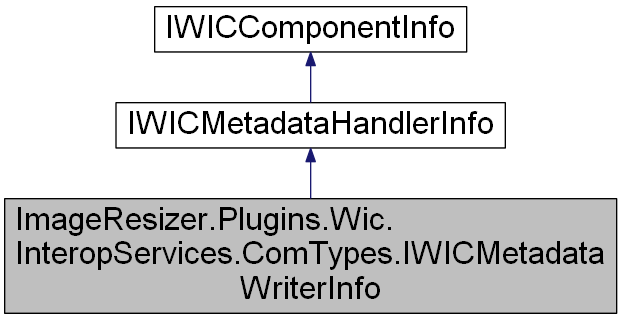 IWICComponentInfo
IWICMetadataHandlerInfo
ImageResizer.Plugins.Wic.
InteropServices.ComTypes.IWICMetadata
WriterInfo